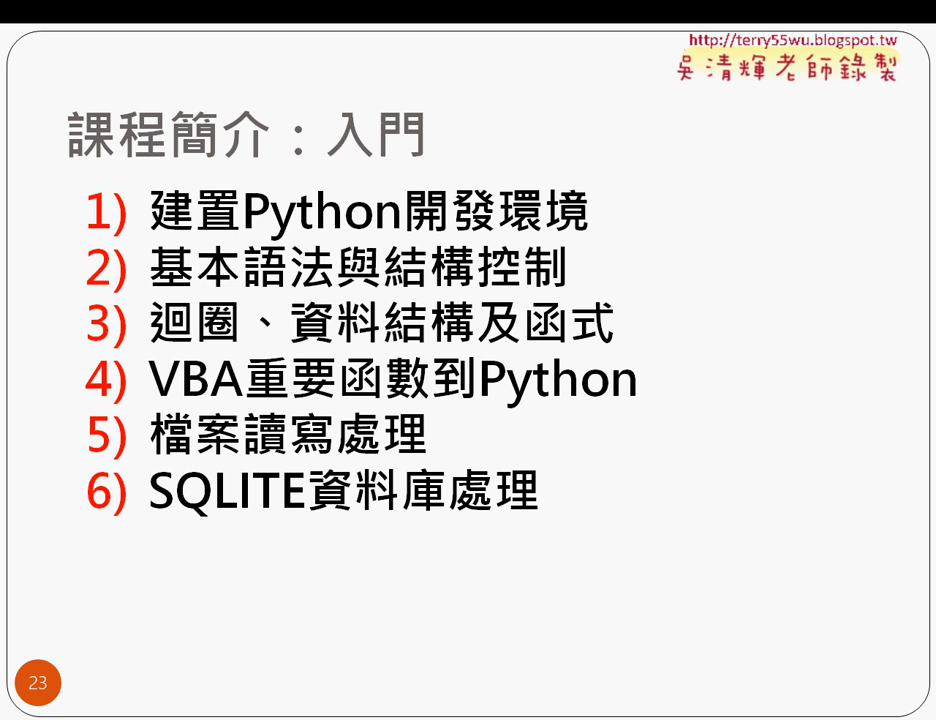 http://terry55wu.blogspot.tw
吳清輝老師錄製
課程簡介：入門
1) 建置Python開發環境
2) 基本語法與結構控制
3) 迴圈、資料結構及函式
4) VBA重要函數到Python
5) 檔案讀寫處理
6) SQLITE資料庫處理
23